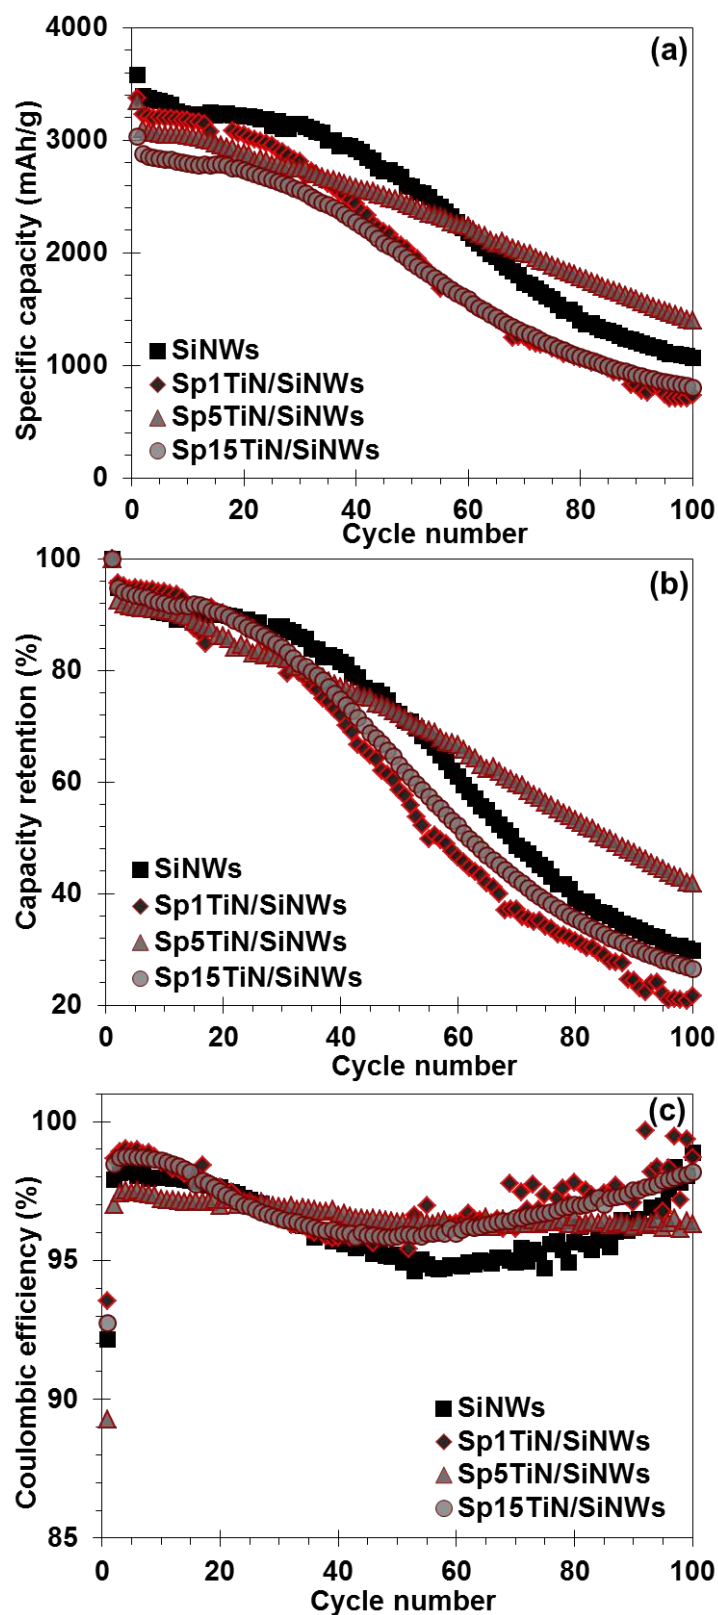 (a)
Specific capacity (mAh/g)
4000
3000
2000
1000
0
SiNWs
Sp1TiN/SiNWs
Sp5TiN/SiNWs
Sp15TiN/SiNWs
0 20 40 60 80 100
Cycle number
(b)
Capacity retention (%)
100
80
60
40
20
SiNWs
Sp1TiN/SiNWs
Sp5TiN/SiNWs
Sp15TiN/SiNWs
0 20 40 60 80 100
Cycle number
(c)
Coulombic efficiency (%)
100
95
90
85
SiNWs
Sp1TiN/SiNWs
Sp5TiN/SiNWs
Sp15TiN/SiNWs
0 20 40 60 80 100
Cycle number